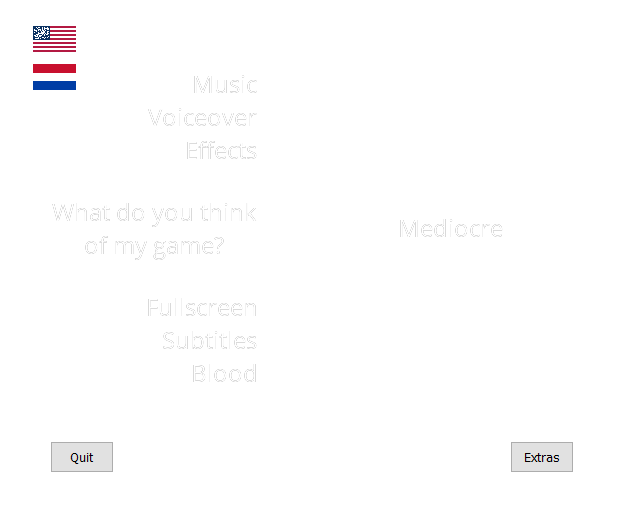 Music
Voiceover
Effects
What do you think
of my game?
Mediocre
Fullscreen
Subtitles
Blood
Quit
Extras